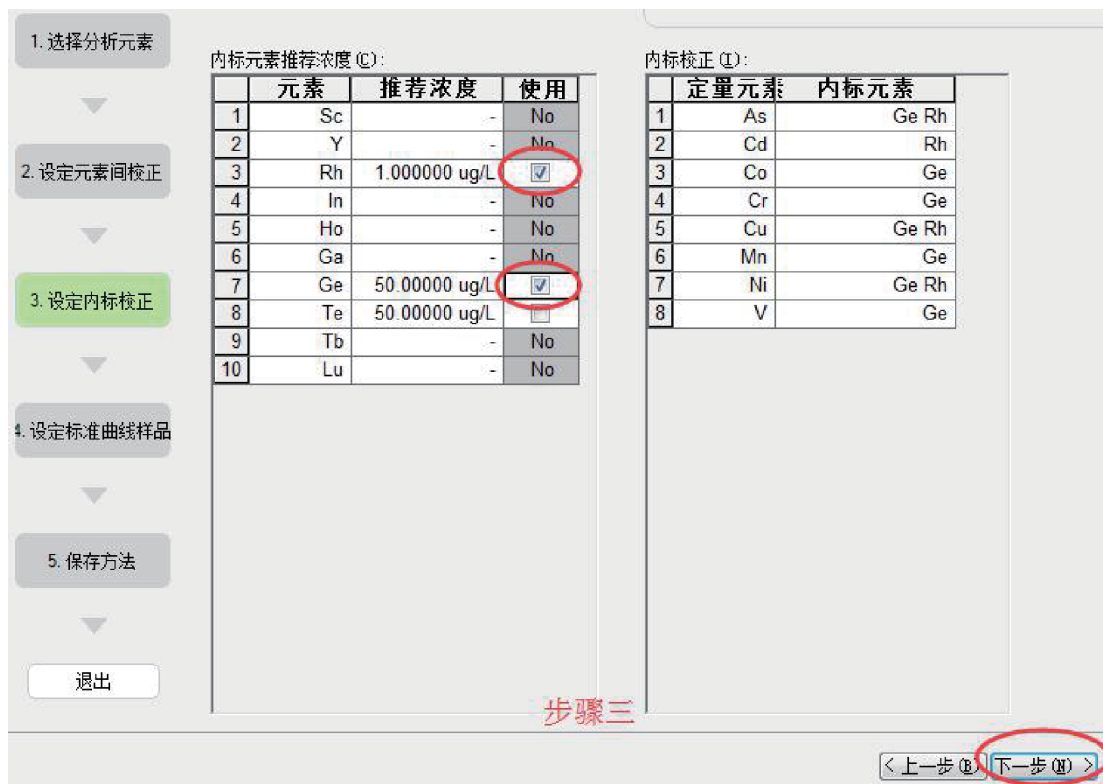 1. 选择分析元素
2. 设定元素间校正
3. 设定内标校正
4. 设定标准曲线样品
5. 保存方法
退出
内标元素推荐浓度(C):
元素 推荐浓度 使用
1 Sc - No
2 Y - No
3 Rh 1.000000 ug/L
4 In - No
5 Ho - No
6 Ga - No
7 Ge 50.00000 ug/L
8 Te 50.00000 ug/L
9 Tb - No
10 Lu - No
内标校正(I):
定量元素 内标元素
1 As Ge Rh
2 Cd Rh
3 Co Ge
4 Cr Ge
5 Cu Ge Rh
6 Mn Ge
7 Ni Ge Rh
8 V Ge
步骤三
<上一步(B) 下一步(N)>